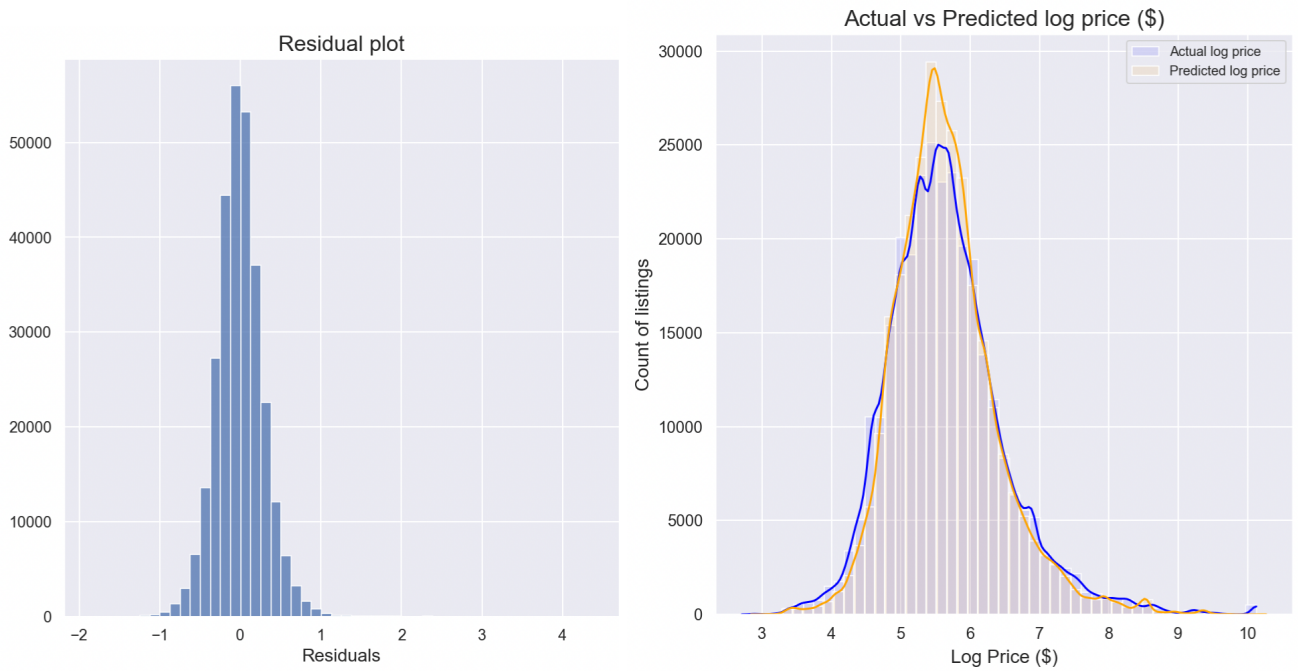 Residual plot
50000
40000
30000
20000
10000
0
−2 −1 0 1 2 3 4
Residuals
Actual vs Predicted log price ($)
Actual log price
Predicted log price
Count of listings
30000
25000
20000
15000
10000
5000
0
3 4 5 6 7 8 9 10
Log Price ($)